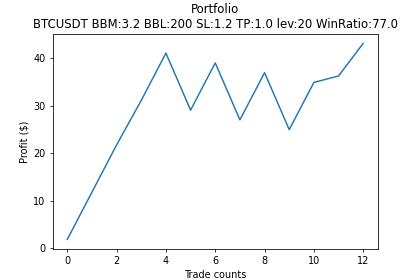 Portfolio
BTCUSDT BBM:3.2 BBL:200 SL:1.2 TP:1.0 lev:20 WinRatio:77.0
40
30
20
10
0
Profit ($)
0 2 4 6 8 10 12
Trade counts